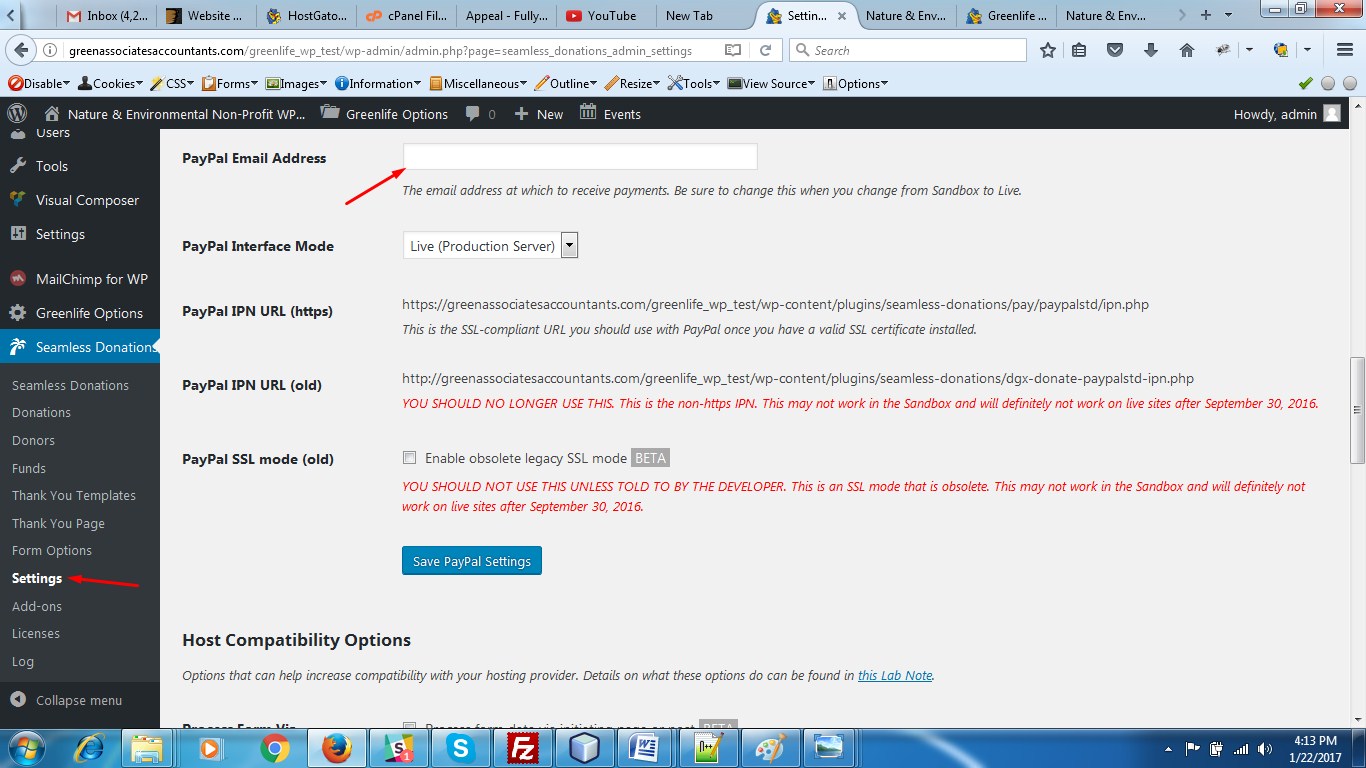 Inbox (4,2...
Website ...
HostGato...
cPanel Fil...
Appeal - Fully...
YouTube
New Tab
Settin...
Nature & Env...
Greenlife ...
Nature & Env...
greenassociatesaccountants.com/greenlife_wp_test/wp-admin/admin.php?page=seamless_donations_admin_settings
Search
Disable Cookies CSS Forms Images Information Miscellaneous Outline Resize Tools View Source Options
Nature & Environmental Non-Profit WP... Greenlife Options 0 New Events Howdy, admin
Users
Tools
Visual Composer
Settings
MailChimp for WP
Greenlife Options
Seamless Donations
Seamless Donations
Donations
Donors
Funds
Thank You Templates
Thank You Page
Form Options
Settings
Add-ons
Licenses
Log
Collapse menu
PayPal Email Address
The email address at which to receive payments. Be sure to change this when you change from Sandbox to Live.
PayPal Interface Mode
Live (Production Server)
PayPal IPN URL (https)
https://greenassociatesaccountants.com/greenlife_wp_test/wp-content/plugins/seamless-donations/pay/paypalstd/ipn.php
This is the SSL-compliant URL you should use with PayPal once you have a valid SSL certificate installed.
PayPal IPN URL (old)
http://greenassociatesaccountants.com/greenlife_wp_test/wp-content/plugins/seamless-donations/dgx-donate-paypalstd-ipn.php
YOU SHOULD NO LONGER USE THIS. This is the non-https IPN. This may not work in the Sandbox and will definitely not work on live sites after September 30, 2016.
PayPal SSL mode (old)
Enable obsolete legacy SSL mode BETA
YOU SHOULD NOT USE THIS UNLESS TOLD TO BY THE DEVELOPER. This is an SSL mode that is obsolete. This may not work in the Sandbox and will definitely not
work on live sites after September 30, 2016.
Save PayPal Settings
Host Compatibility Options
Options that can help increase compatibility with your hosting provider. Details on what these options do can be found in this Lab Note.
Process Form Via
Process form data via initiating page or post BETA
4:13 PM
1/22/2017